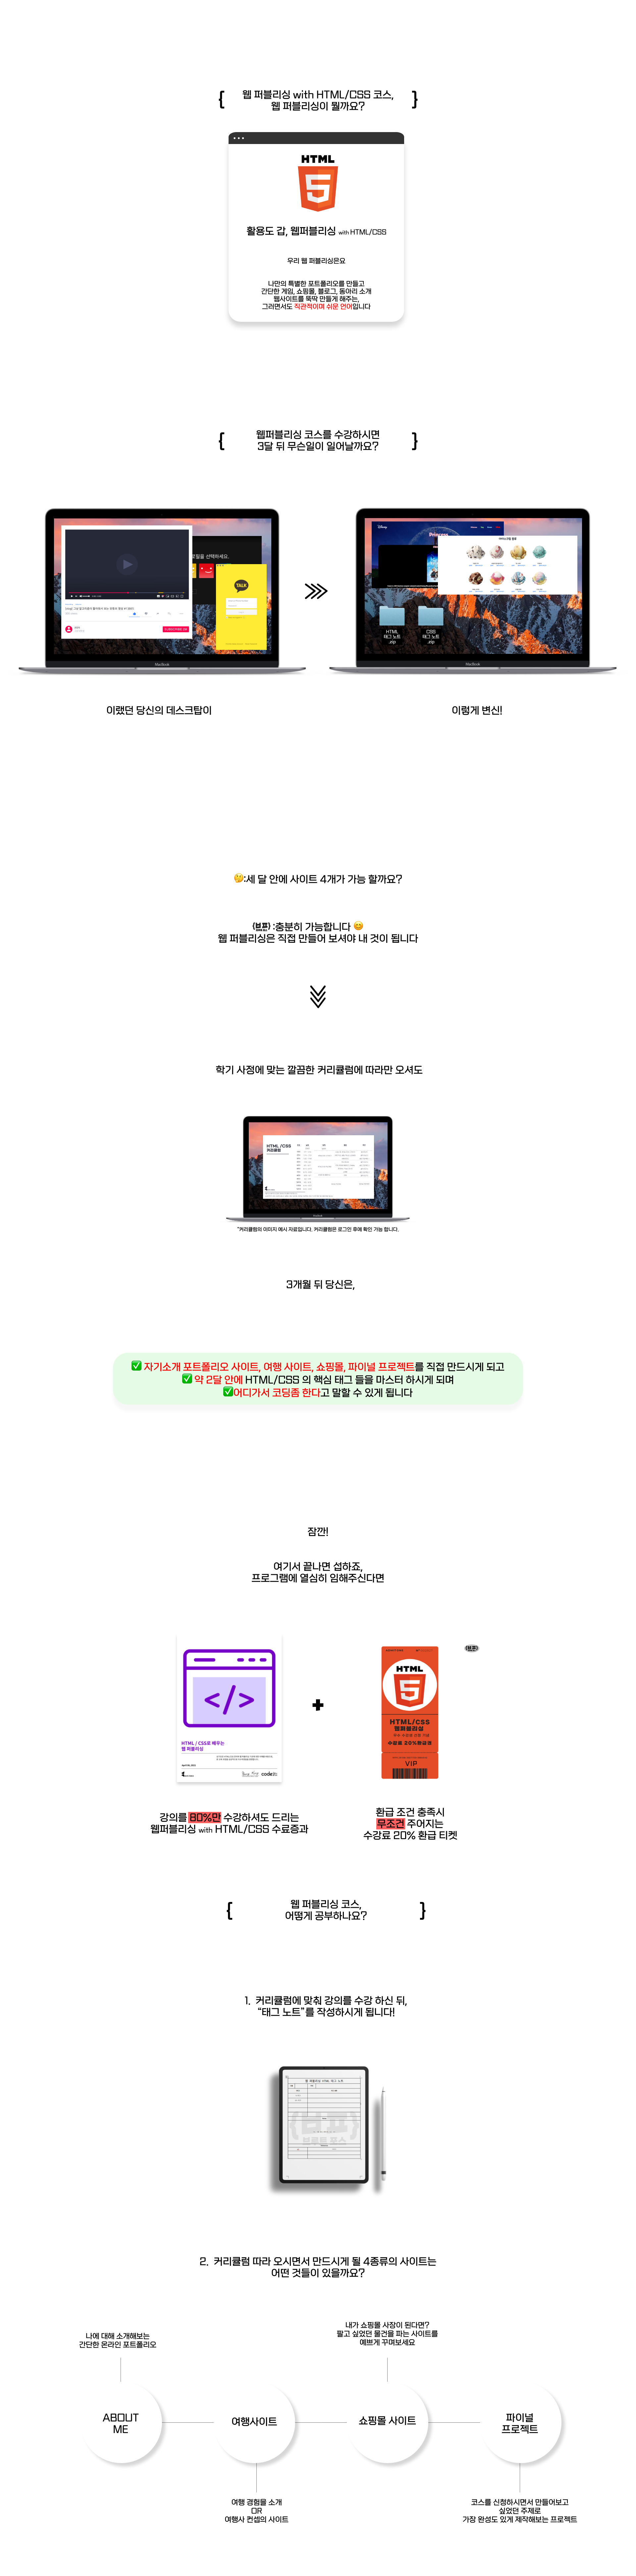 { 웹 퍼블리싱 with HTML/CSS 코스, }
웹 퍼블리싱이 뭘까요?
HTML
5
활용도 갑, 웹퍼블리싱 with HTML/CSS
우리 웹 퍼블리싱은요
나만의 특별한 포트폴리오를 만들고
간단한 게임, 쇼핑몰, 블로그, 동아리 소개
웹사이트를 뚝딱 만들게 해주는,
그러면서도 직관적이며 쉬운 언어입니다
{ 웹퍼블리싱 코스를 수강하시면 }
3달 뒤 무슨일이 일어날까요?
로필을 선택하세요.
TALK
MacBook
Disney
Princess
HTML
태그 노트
.zip
CSS
태그 노트
.zip
MacBook
이랬던 당신의 데스크탑이
이렇게 변신!
🤔:세 달 안에 사이트 4개가 가능 할까요?
{브포} :충분히 가능합니다 😊
웹 퍼블리싱은 직접 만들어 보셔야 내 것이 됩니다
학기 사정에 맞는 깔끔한 커리큘럼에 따라만 오셔도
HTML /CSS
커리큘럼
*커리큘럼의 이미지 예시 자료입니다. 커리큘럼은 로그인 후에 확인 가능 합니다.
3개월 뒤 당신은,
✅ 자기소개 포트폴리오 사이트, 여행 사이트, 쇼핑몰, 파이널 프로젝트를 직접 만드시게 되고
✅ 약 2달 안에 HTML/CSS 의 핵심 태그 들을 마스터 하시게 되며
✅어디가서 코딩좀 한다고 말할 수 있게 됩니다
잠깐!
여기서 끝나면 섭하죠,
프로그램에 열심히 임해주신다면
</>
HTML / CSS로 배우는
웹 퍼블리싱
codeit
HTML
5
HTML/CSS
웹퍼블리싱
수강료 20%환급권
VIP
{브포}
강의를 80%만 수강하셔도 드리는
웹퍼블리싱 with HTML/CSS 수료증과
환급 조건 충족시
무조건 주어지는
수강료 20% 환급 티켓
{ 웹 퍼블리싱 코스, }
어떻게 공부하나요?
1. 커리큘럼에 맞춰 강의를 수강 하신 뒤,
“태그 노트”를 작성하시게 됩니다!
웹 퍼블리싱 HTML 태그 노트
{브포}
브로든 포스
2. 커리큘럼 따라 오시면서 만드시게 될 4종류의 사이트는
어떤 것들이 있을까요?
나에 대해 소개해보는
간단한 온라인 포트폴리오
내가 쇼핑몰 사장이 된다면?
팔고 싶었던 물건을 파는 사이트를
예쁘게 꾸며보세요
ABOUT
ME
여행사이트
쇼핑몰 사이트
파이널
프로젝트
여행 경험을 소개
OR
여행사 컨셉의 사이트
코스를 신청하시면서 만들어보고
싶었던 주제로
가장 완성도 있게 제작해보는 프로젝트